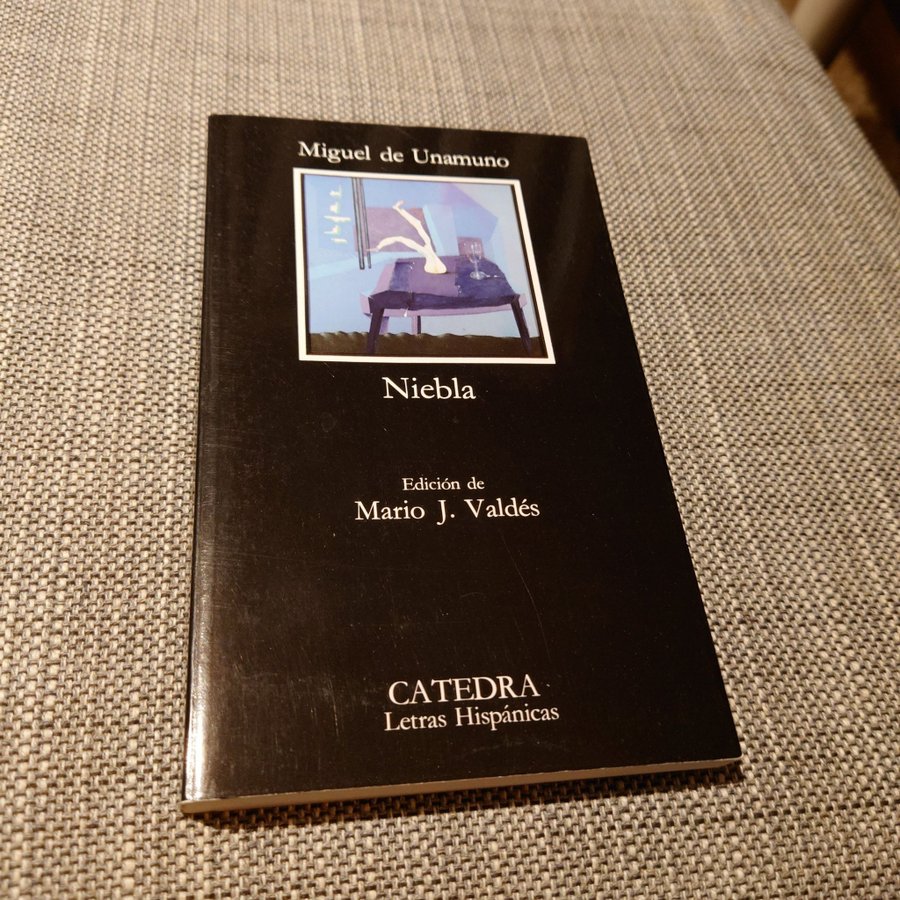 Miguel de Unamuno
Niebla
Edición de
Mario J. Valdés
CATEDRA
Letras Hispánicas